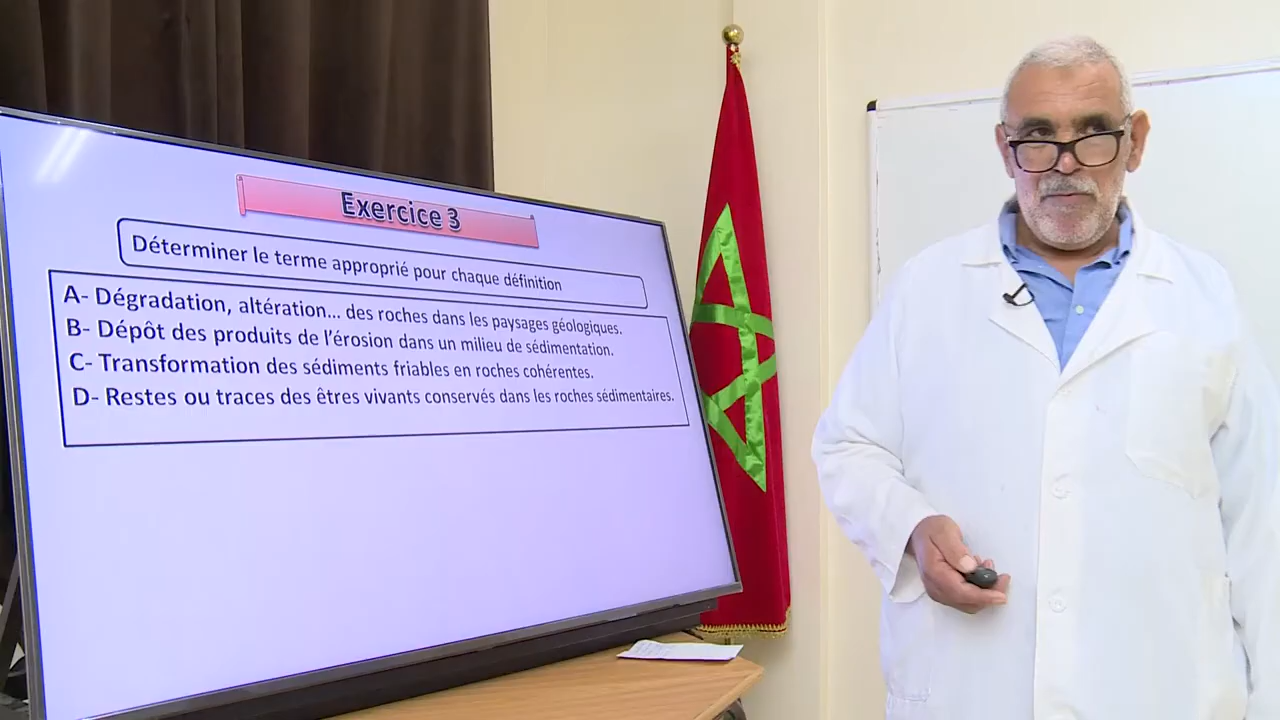 Exercice 3
Déterminer le terme approprié pour chaque définition
A- Dégradation, altération... des roches dans les paysages géologiques.
B- Dépôt des produits de l'érosion dans un milieu de sédimentation.
C- Transformation des sédiments friables en roches cohérentes.
D- Restes ou traces des êtres vivants conservés dans les roches sédimentaires.